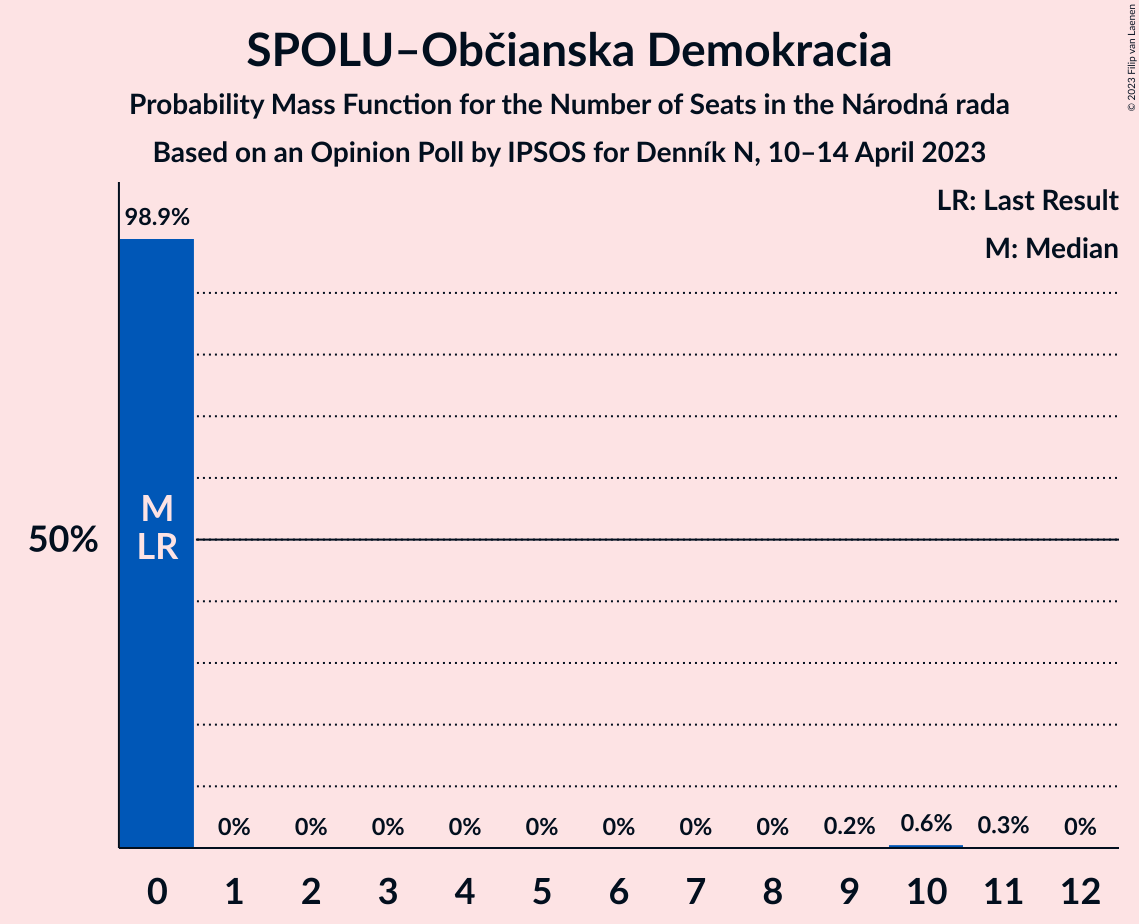 SPOLU–Občianska Demokracia
Probability Mass Function for the Number of Seats in the Národná rada
Based on an Opinion Poll by IPSOS for Denník N, 10–14 April 2023
© 2023 Filip van Laenen
LR: Last Result
M: Median
98.9%
M
LR
50%
0% 0% 0% 0% 0% 0% 0% 0% 0.2% 0.6% 0.3% 0%
0 1 2 3 4 5 6 7 8 9 10 11 12